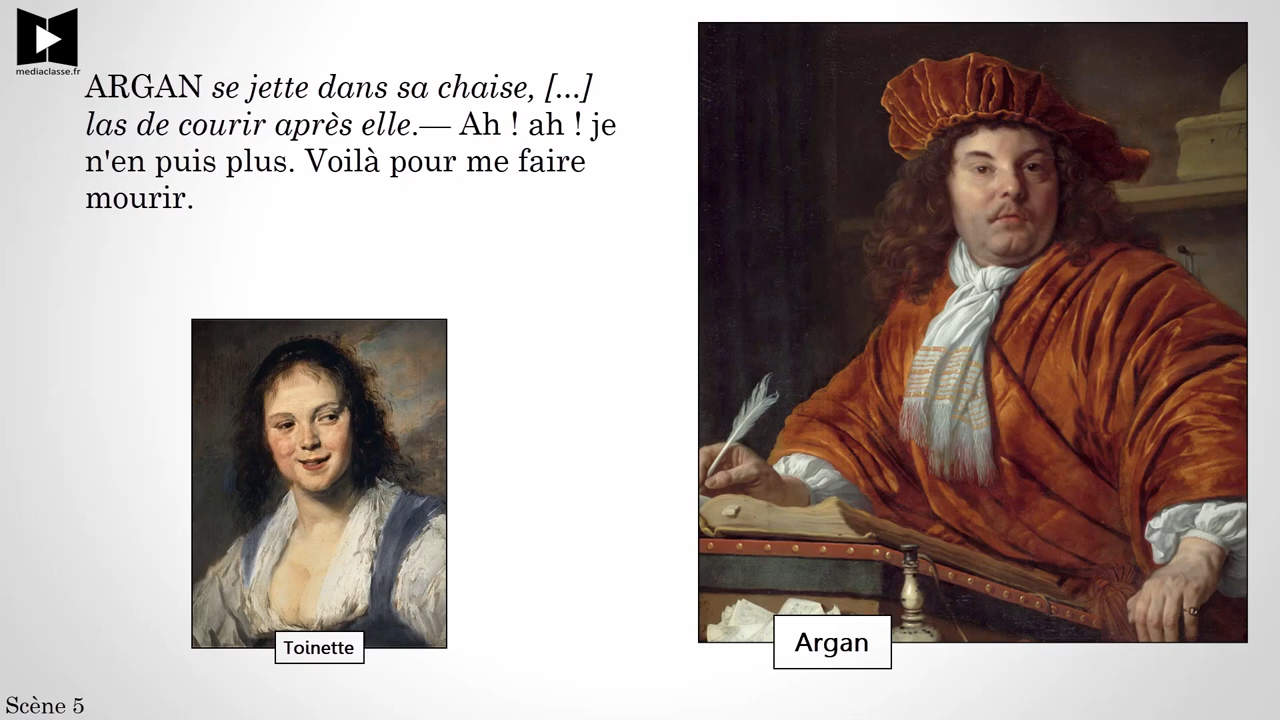 mediaclasse.fr
ARGAN se jette dans sa chaise, [...]
las de courir après elle.— Ah ! ah ! je
n'en puis plus. Voilà pour me faire
mourir.
Toinette
Argan
Scène 5